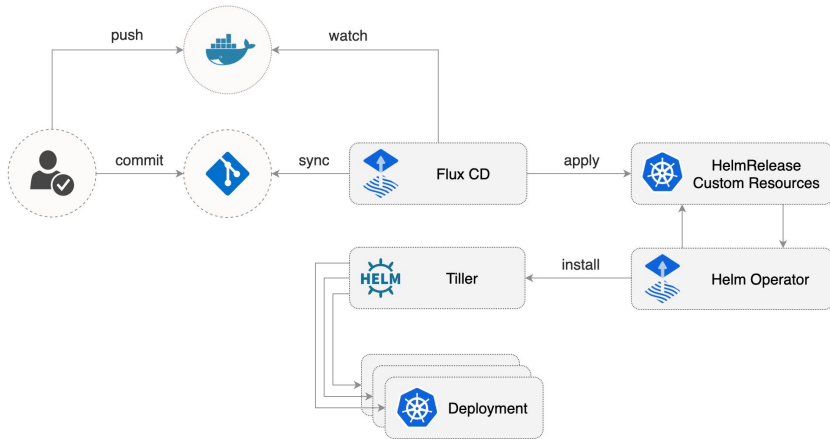 push
watch
commit
sync
Flux CD
apply
HelmRelease
Custom Resources
HELM
Tiller
install
Helm Operator
Deployment